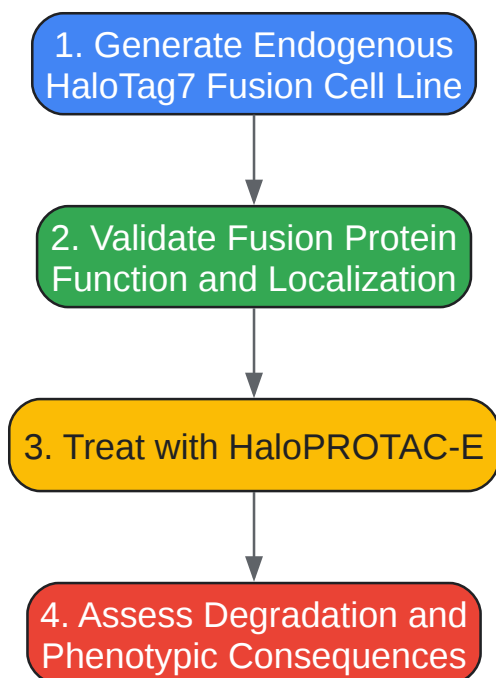 1. Generate Endogenous
HaloTag7 Fusion Cell Line
2. Validate Fusion Protein
Function and Localization
3. Treat with HaloPROTAC-E
4. Assess Degradation and
Phenotypic Consequences